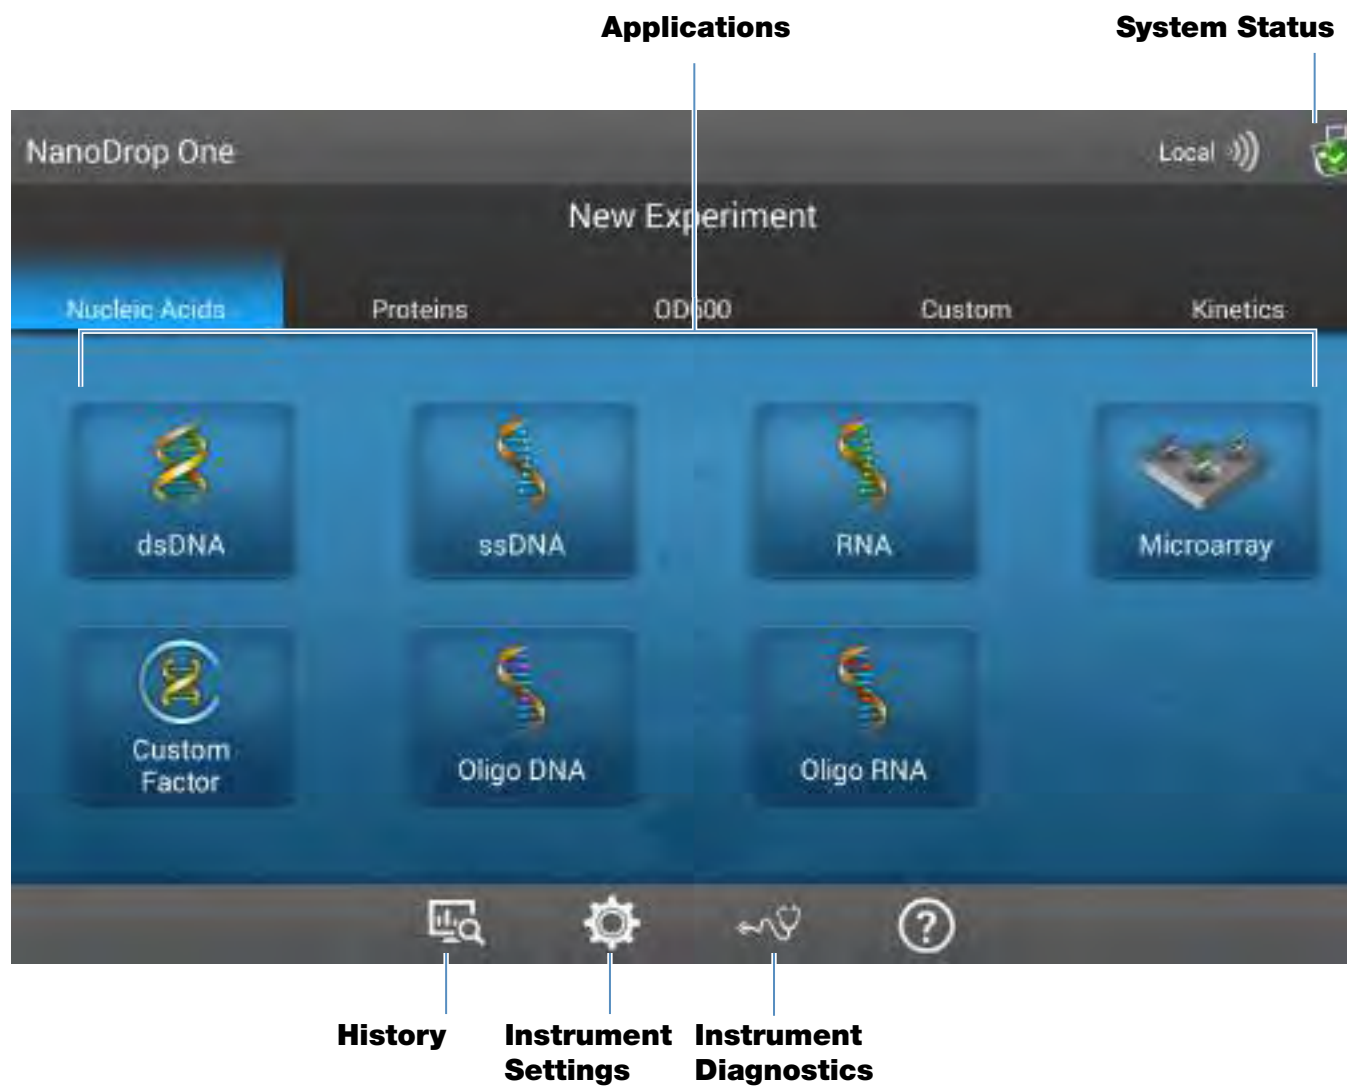 Applications
System Status
NanoDrop One
Local
New Experiment
Nucleic Acids
Proteins
OD600
Custom
Kinetics
dsDNA
ssDNA
RNA
Microarray
Custom
Factor
Oligo DNA
Oligo RNA
?
History
Instrument
Settings
Instrument
Diagnostics